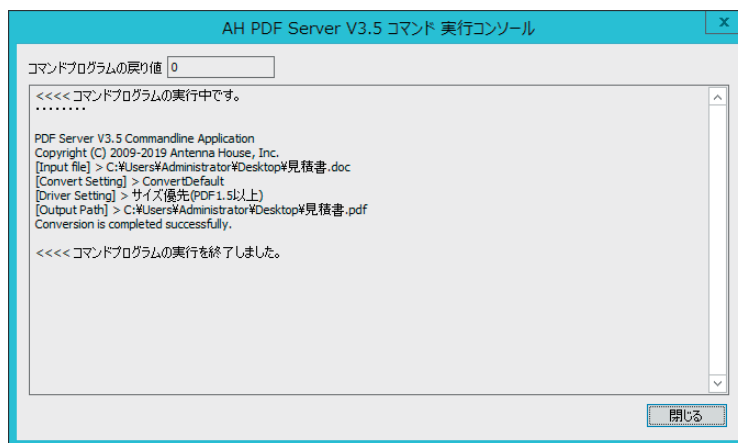 AH PDF Server V3.5 コマンド 実行コンソール
x
コマンドプログラムの戻り値 0
<<<< コマンドプログラムの実行中です。
········
PDF Server V3.5 Commandline Application
Copyright (C) 2009-2019 Antenna House, Inc.
[Input file] > C:¥Users¥Administrator¥Desktop¥見積書.doc
[Convert Setting] > ConvertDefault
[Driver Setting] > サイズ優先(PDF1.5以上)
[Output Path] > C:¥Users¥Administrator¥Desktop¥見積書.pdf
Conversion is completed successfully.
<<<< コマンドプログラムの実行を終了しました。
閉じる